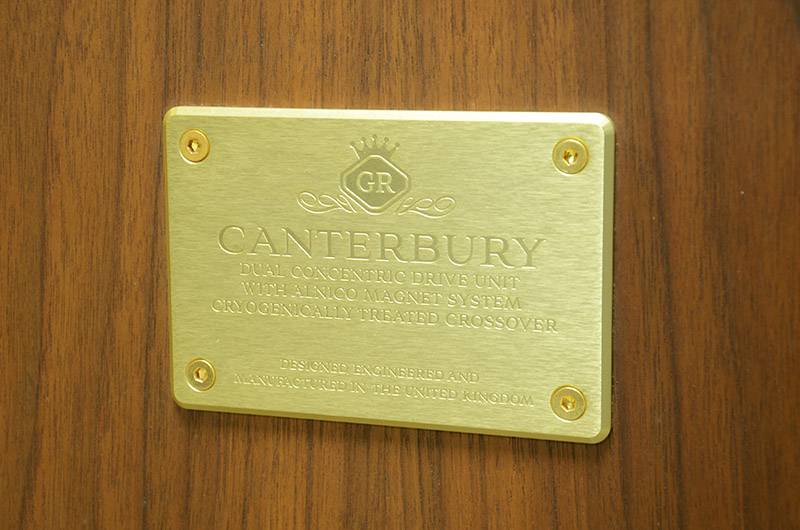 GR
CANTERBURY
DUAL CONCENTRIC DRIVE UNIT
WITH ALNICO MAGNET SYSTEM
CRYOGENICALLY TREATED CROSSOVER
DESIGNED, ENGINEERED AND
MANUFACTURED IN THE UNITED KINGDOM